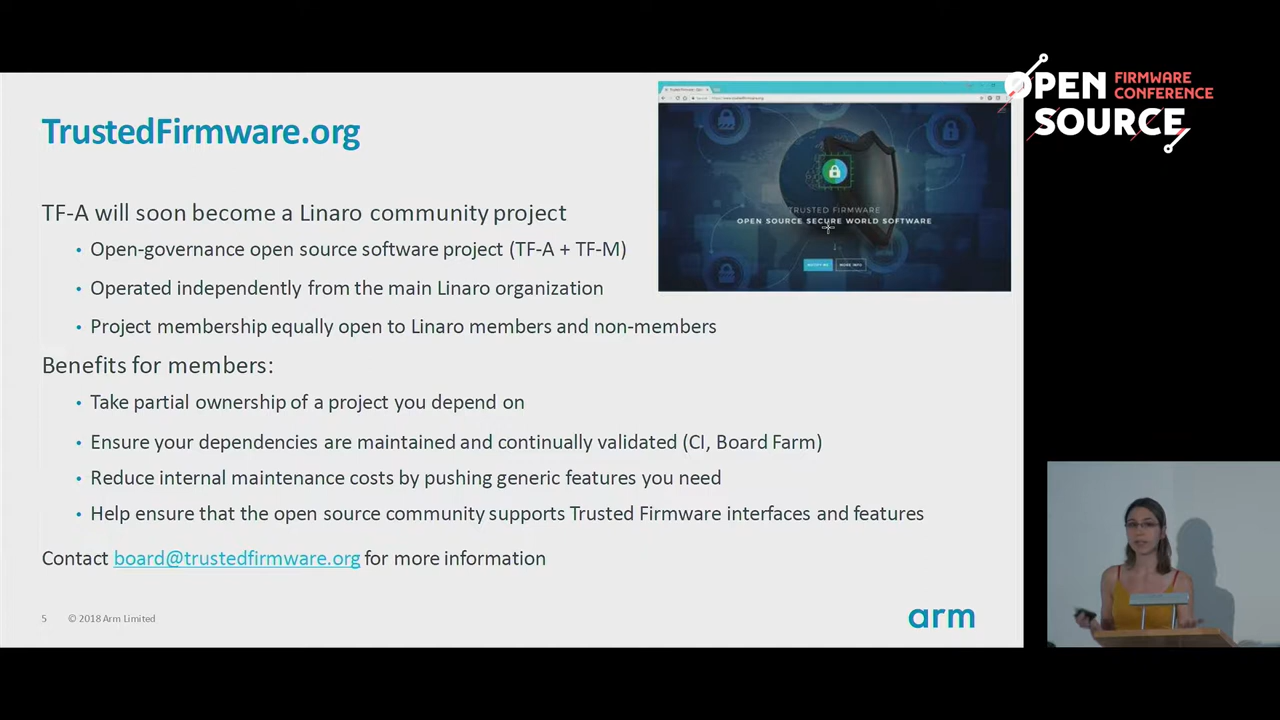 TrustedFirmware.org
TF-A will soon become a Linaro community project
• Open-governance open source software project (TF-A + TF-M)
• Operated independently from the main Linaro organization
• Project membership equally open to Linaro members and non-members
Benefits for members:
• Take partial ownership of a project you depend on
• Ensure your dependencies are maintained and continually validated (CI, Board Farm)
• Reduce internal maintenance costs by pushing generic features you need
• Help ensure that the open source community supports Trusted Firmware interfaces and features
Contact board@trustedfirmware.org for more information
5 © 2018 Arm Limited
arm
TRUSTED FIRMWARE
OPEN SOURCE SECURE WORLD SOFTWARE
MORE INFO
OPEN FIRMWARE
CONFERENCE
SOURCE